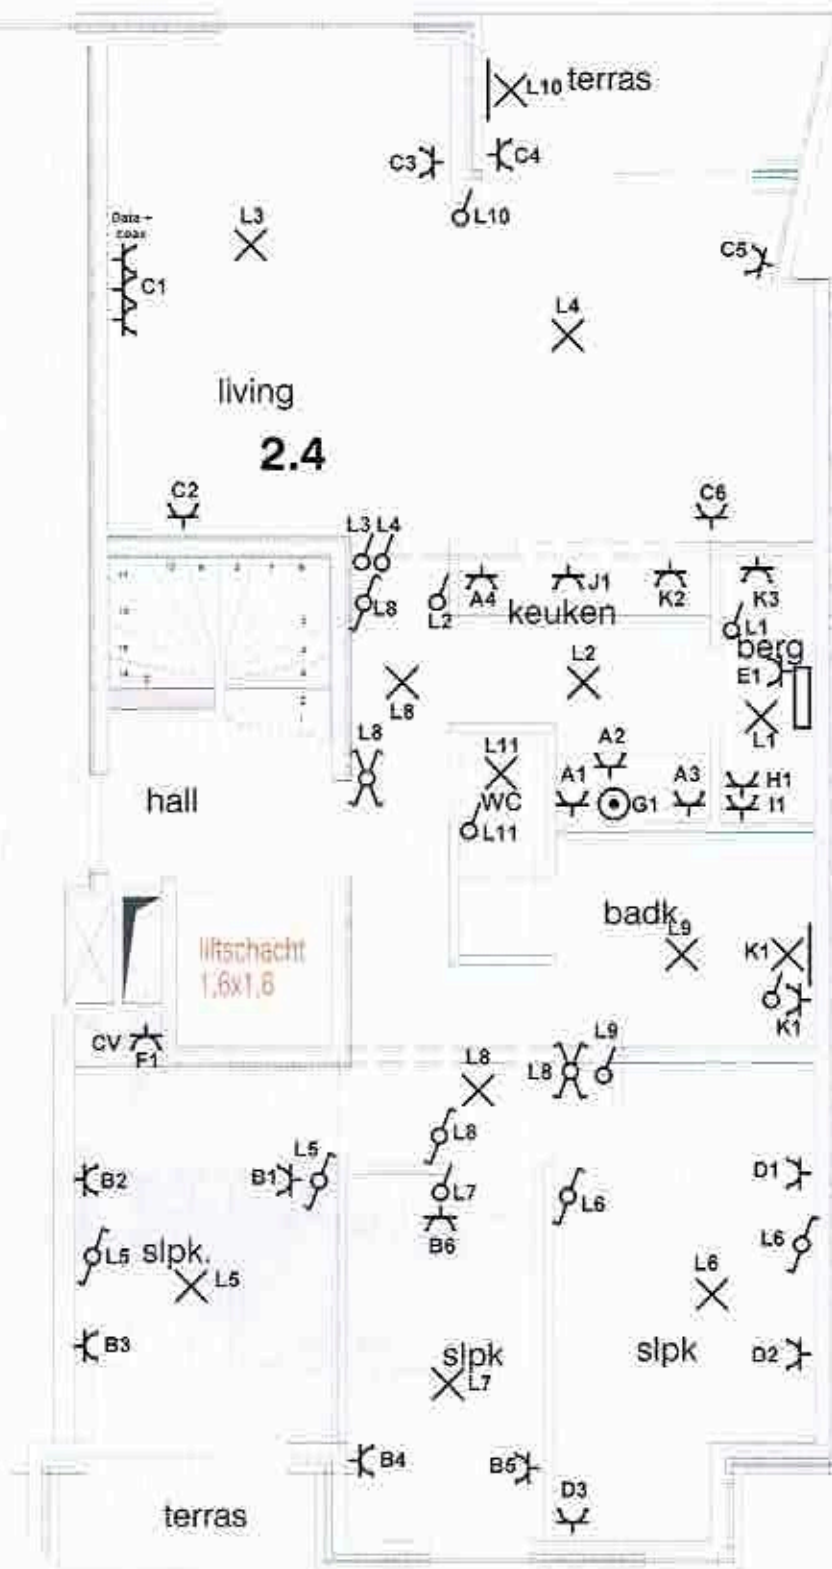 L10 terras
C3
C4
L10
Data +
coax
L3
C5
C1
L4
living
2.4
C2
C6
L3 L4
L8
L2
A4
J1
K2
K3
keuken
L1
berg
L2
E1
L8
L1
L8
L11
A2
hall
WC
A1
G1
A3
H1
I1
L11
badk.
L9
K1
liftschacht
1,6x1,6
K1
CV
F1
L8
L8
L9
L8
B2
B1
L5
L7
L6
D1
B6
L5
slpk.
L5
L6
L6
B3
slpk
L7
slpk
D2
B4
B5
D3
terras